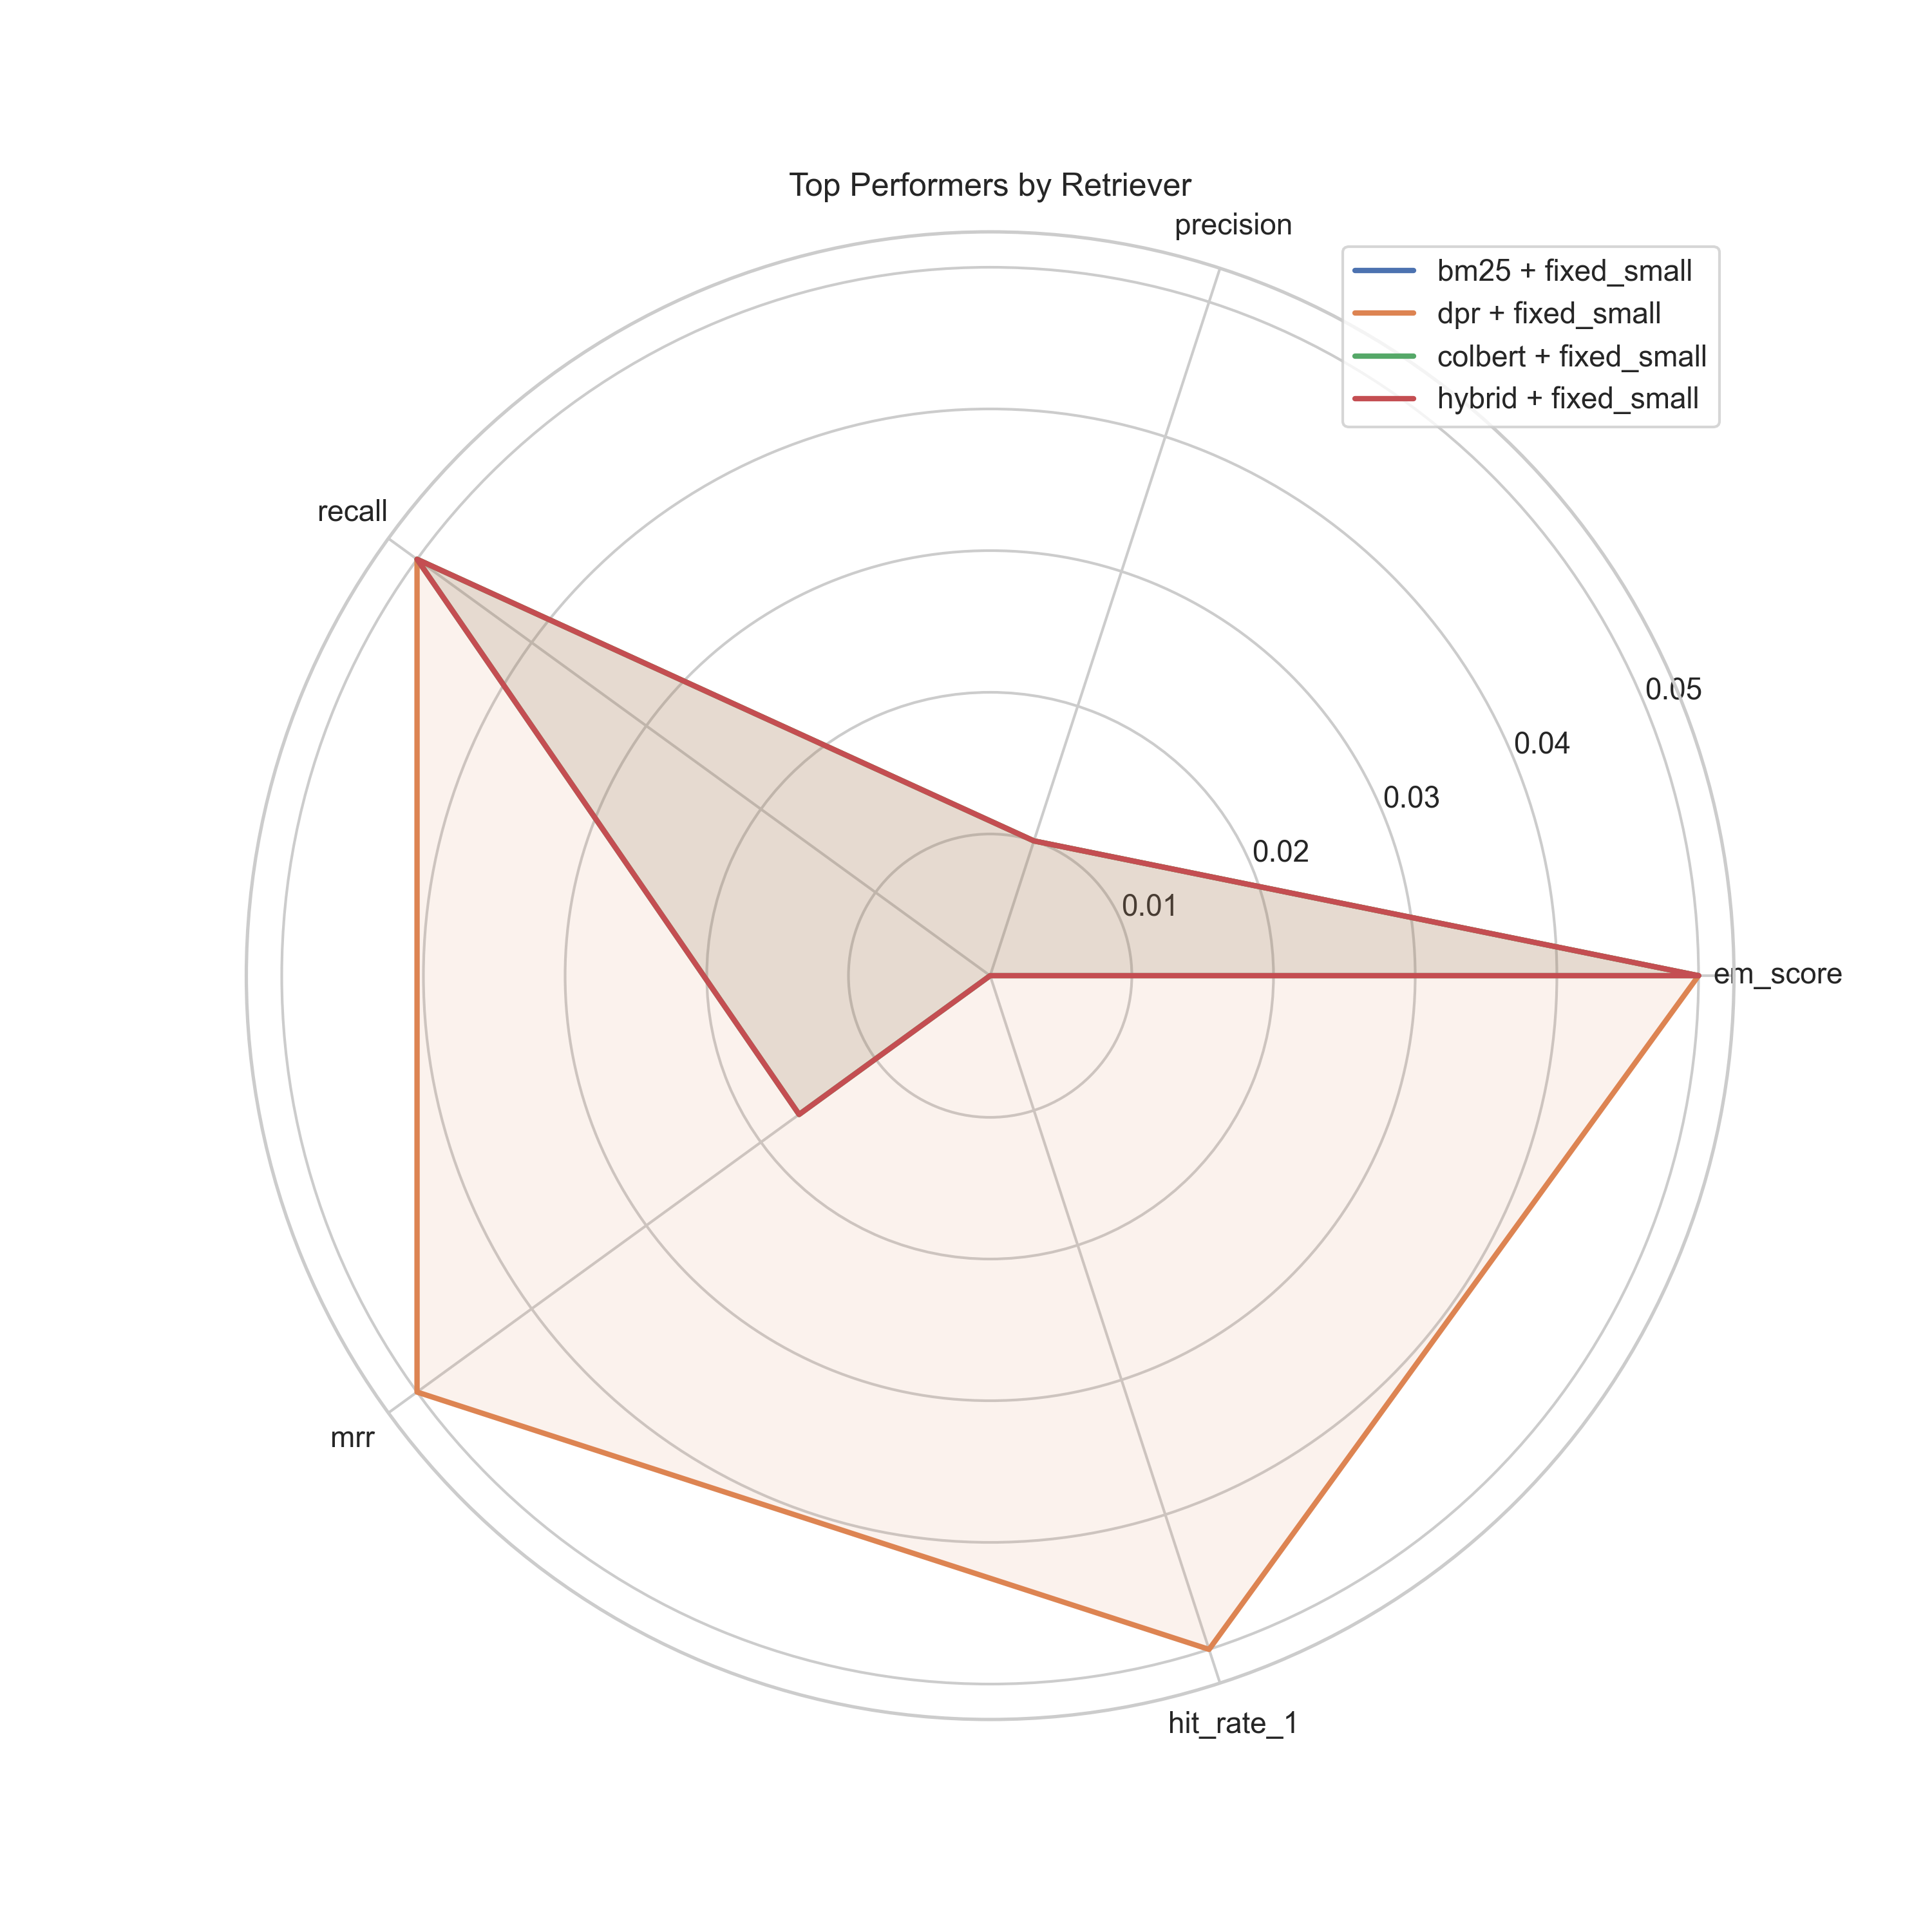 Top Performers by Retriever
precision
bm25 + fixed_small
dpr + fixed_small
colbert + fixed_small
hybrid + fixed_small
recall
0.05
0.04
0.03
0.02
0.01
em_score
mrr
hit_rate_1